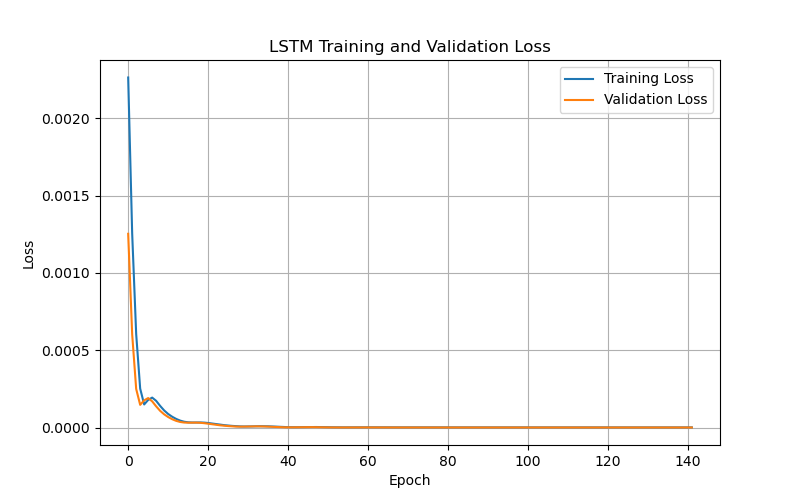 LSTM Training and Validation Loss
Training Loss
Validation Loss
0.0020
0.0015
0.0010
0.0005
0.0000
Loss
0 20 40 60 80 100 120 140
Epoch